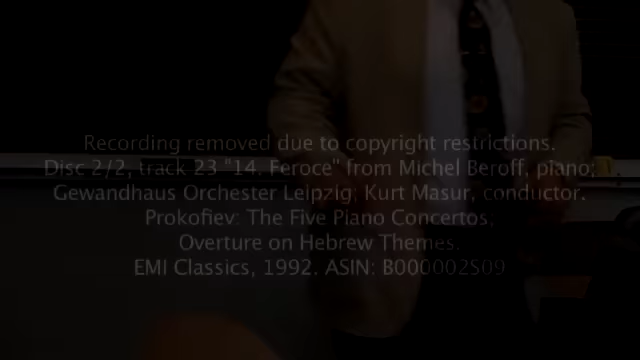 Recording removed due to copyright restrictions.
Disc 2/2, track 23 "14. Feroce" from Michel Beroff, piano;
Gewandhaus Orchester Leipzig; Kurt Masur, conductor.
Prokofiev: The Five Piano Concertos;
Overture on Hebrew Themes.
EMI Classics, 1992. ASIN: B000002S09